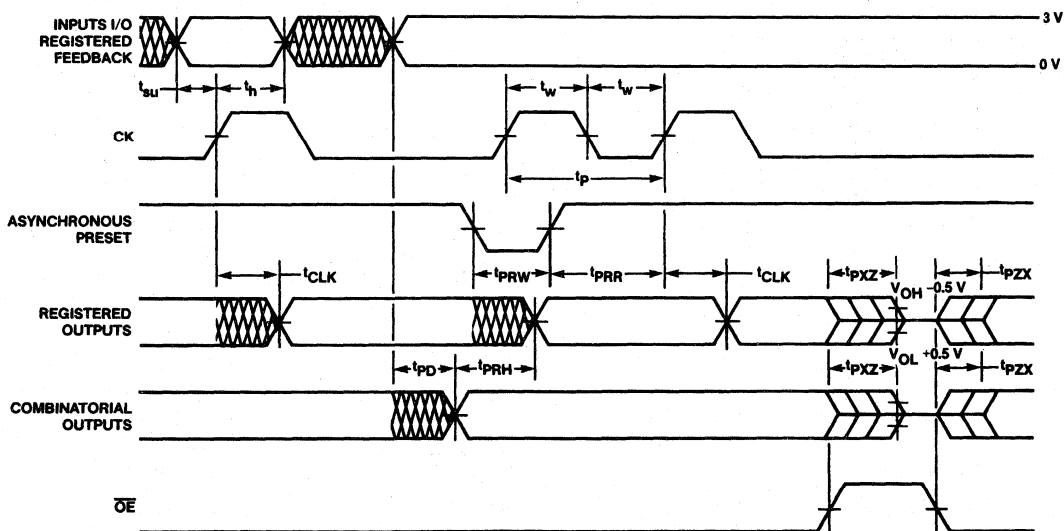 INPUTS I/O
REGISTERED
FEEDBACK
3 V
0 V
tsu
th
tw
tw
CK
tP
ASYNCHRONOUS
PRESET
tCLK
tPRW
tPRR
tCLK
tPXZ
tPZX
VOH -0.5 V
REGISTERED
OUTPUTS
VOL +0.5 V
tPD
tPRH
tPXZ
tPZX
COMBINATORIAL
OUTPUTS
OE